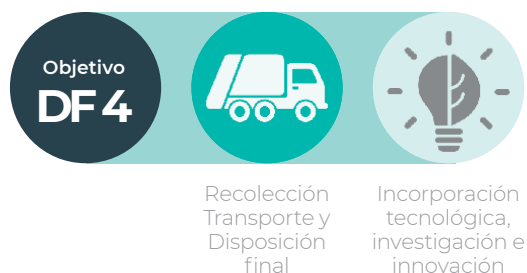 Objetivo
DF 4
Recolección
Transporte y
Disposición
final
Incorporación
tecnológica,
investigación e
innovación